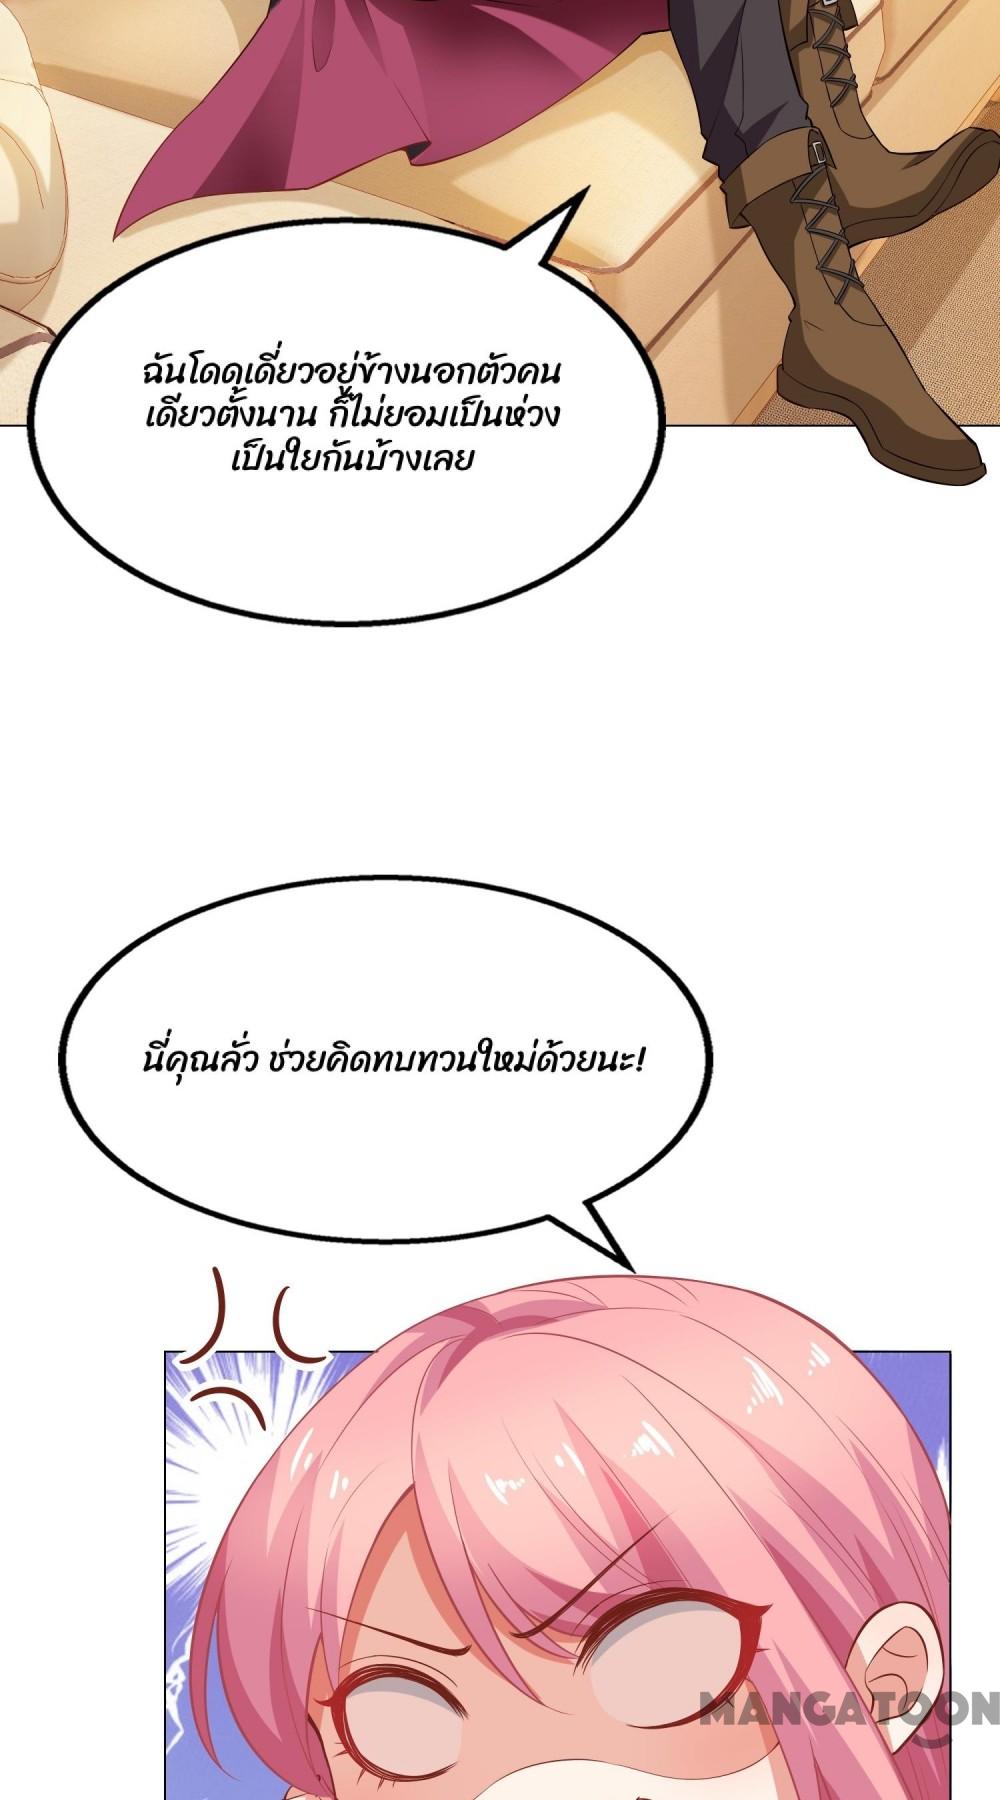 ฉันโดดเดี่ยวอยู่ข้างนอกตัวคน
เดียวตั้งนาน ก็ไม่ยอมเป็นห่วง
เป็นใยกันบ้างเลย
นี่คุณลั่ว ช่วยคิดทบทวนใหม่ด้วยนะ!
MANGATOON